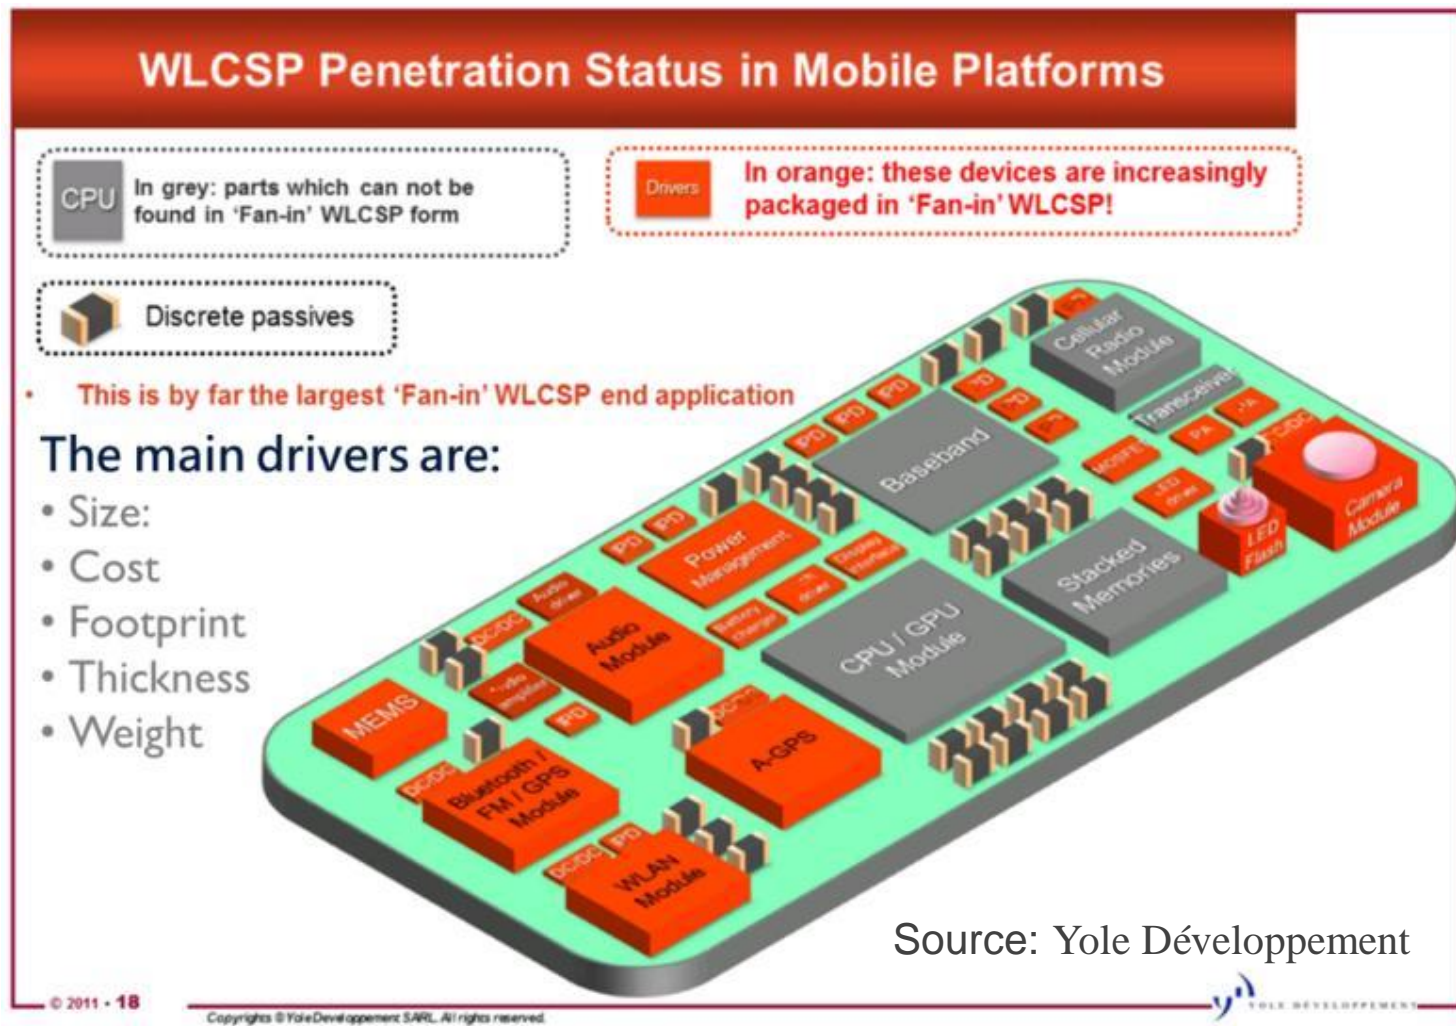 WLCSP Penetration Status in Mobile Platforms
CPU
In grey: parts which can not be
found in ‘Fan-in’ WLCSP form
Drivers
In orange: these devices are increasingly
packaged in ‘Fan-in’ WLCSP!
Discrete passives
• This is by far the largest ‘Fan-in’ WLCSP end application
The main drivers are:
• Size:
• Cost
• Footprint
• Thickness
• Weight
Cellular
Radio
Module
Transceiver
PA
MOSFET
DC/DC
Camera
Module
LED
Flash
driver
IPD
IPD
IPD
Baseband
Stacked
Memories
IPD
IPD
Power
Management
Display
Interface
driver
Battery
charger
CPU / GPU
Module
Audio
driver
DC/DC
Audio
Module
amplifier
IPD
MEMS
DC/DC
A-GPS
DC/DC
Bluetooth /
FM / GPS
Module
DC/DC
IPD
WLAN
Module
Source: Yole Développement
© 2011 • 18
Copyrights © Yole Developpement SARL. All rights reserved.
YOLE DÉVELOPPEMENT